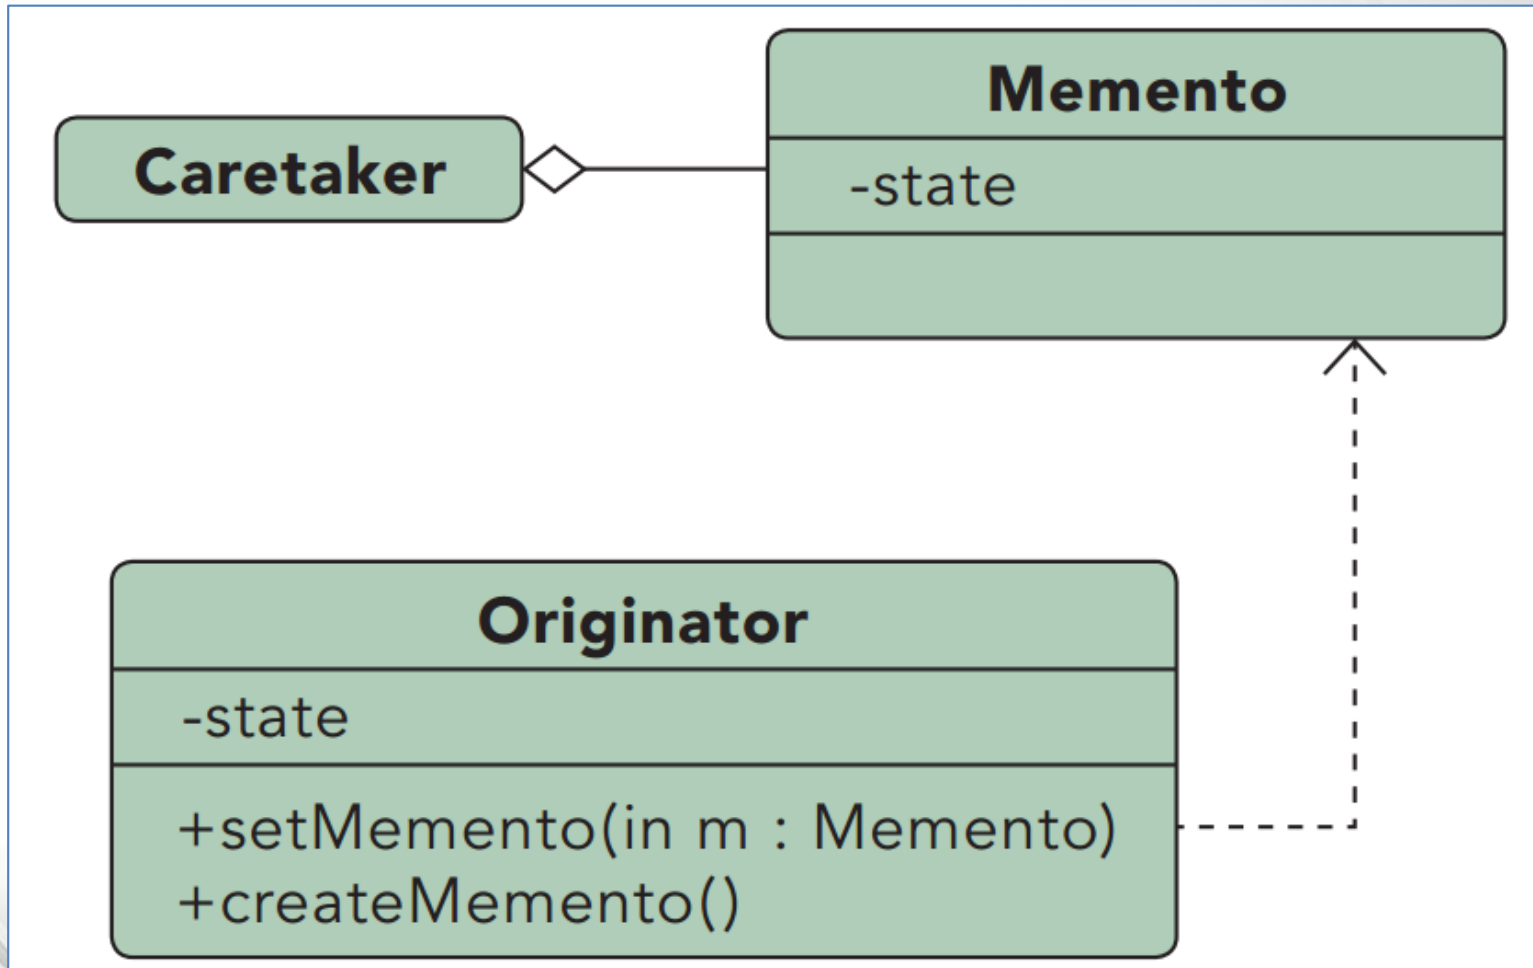 Memento
-state
Caretaker
Originator
-state
+setMemento(in m : Memento)
+createMemento()